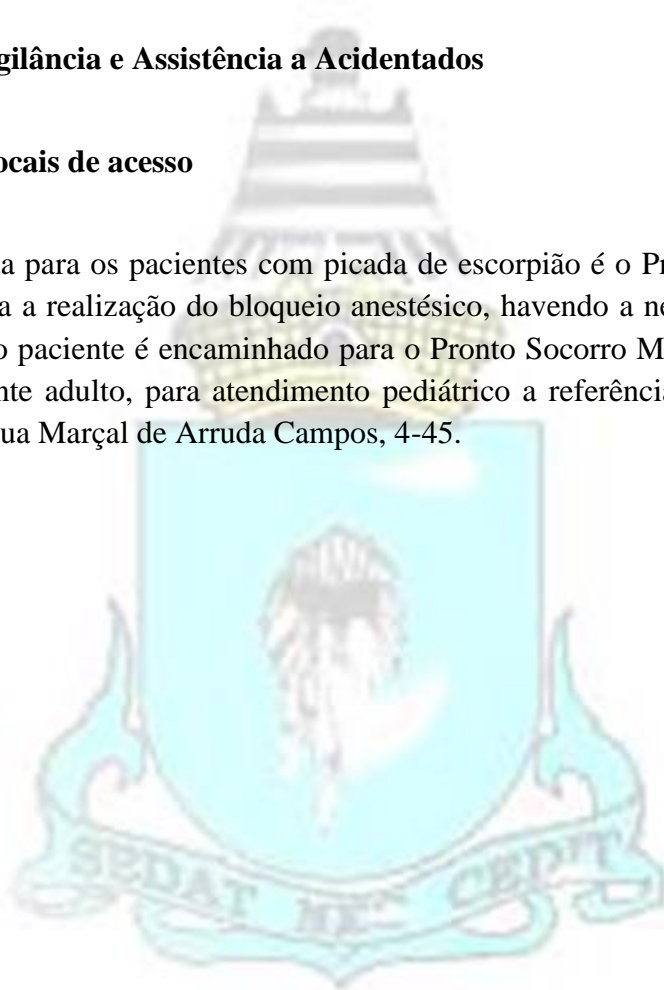 gilância e Assistência a Acidentados
ocais de acesso
a para os pacientes com picada de escorpião é o Pr
a a realização do bloqueio anestésico, havendo a ne
o paciente é encaminhado para o Pronto Socorro M
nte adulto, para atendimento pediátrico a referência
ua Marçal de Arruda Campos, 4-45.